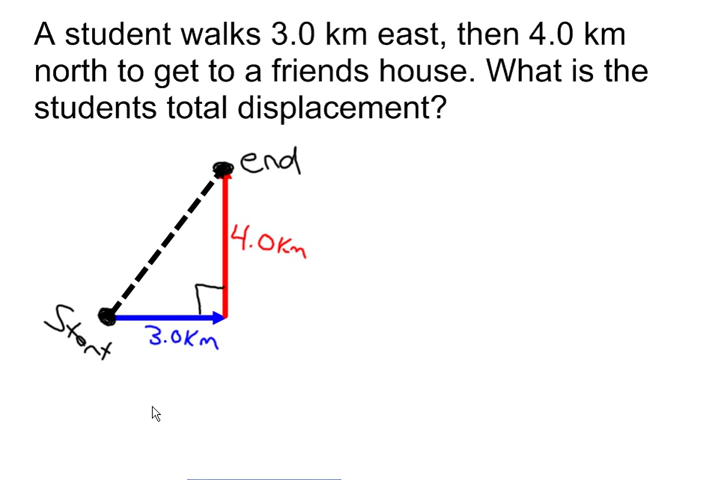 A student walks 3.0 km east, then 4.0 km
north to get to a friends house. What is the
students total displacement?
end
4.0Km
Start
3.0Km